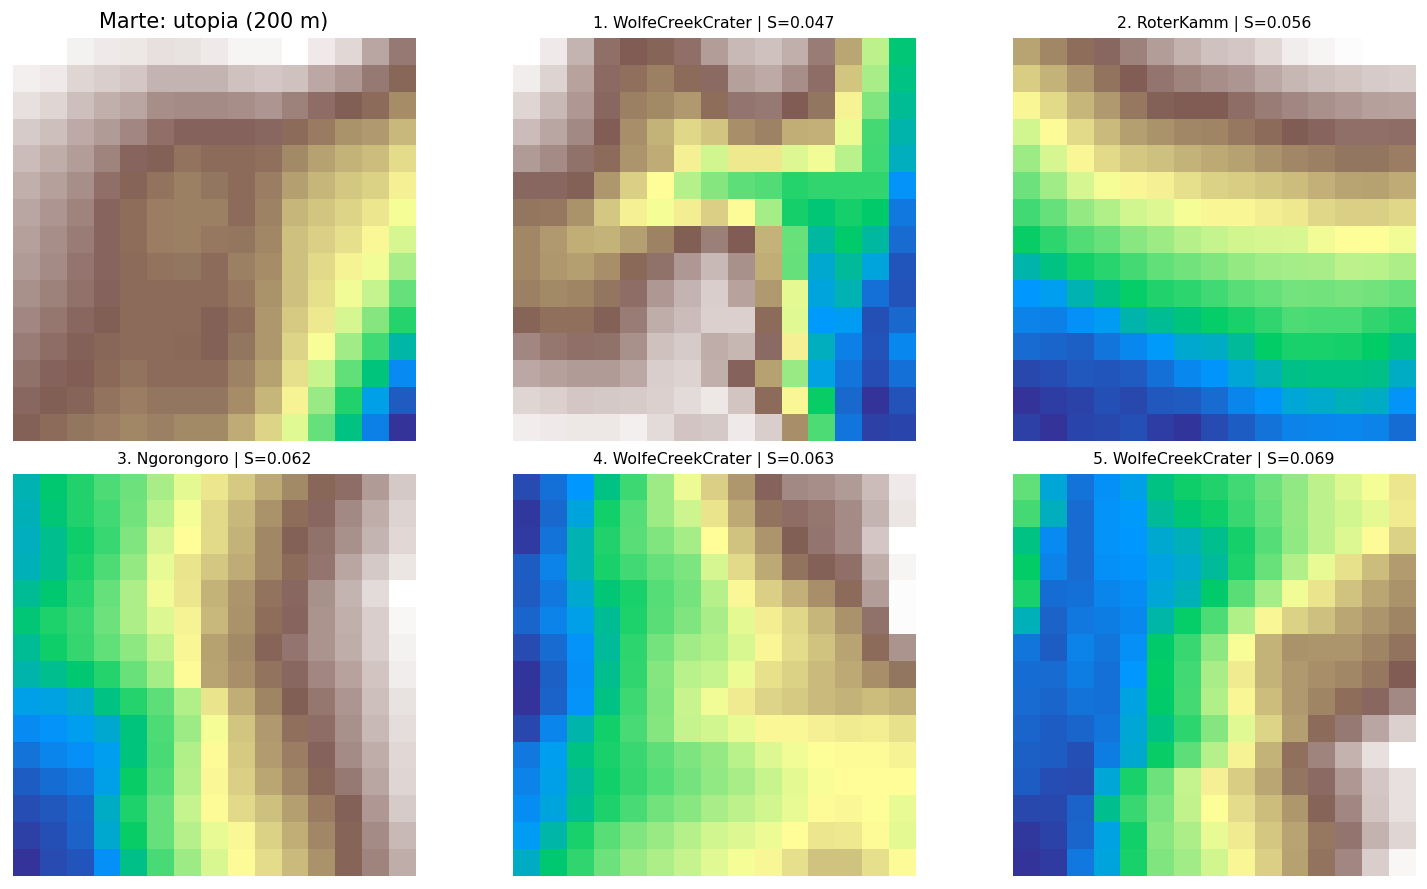 Marte: utopia (200 m)
1. WolfeCreekCrater | S=0.047
2. RoterKamm | S=0.056
3. Ngorongoro | S=0.062
4. WolfeCreekCrater | S=0.063
5. WolfeCreekCrater | S=0.069